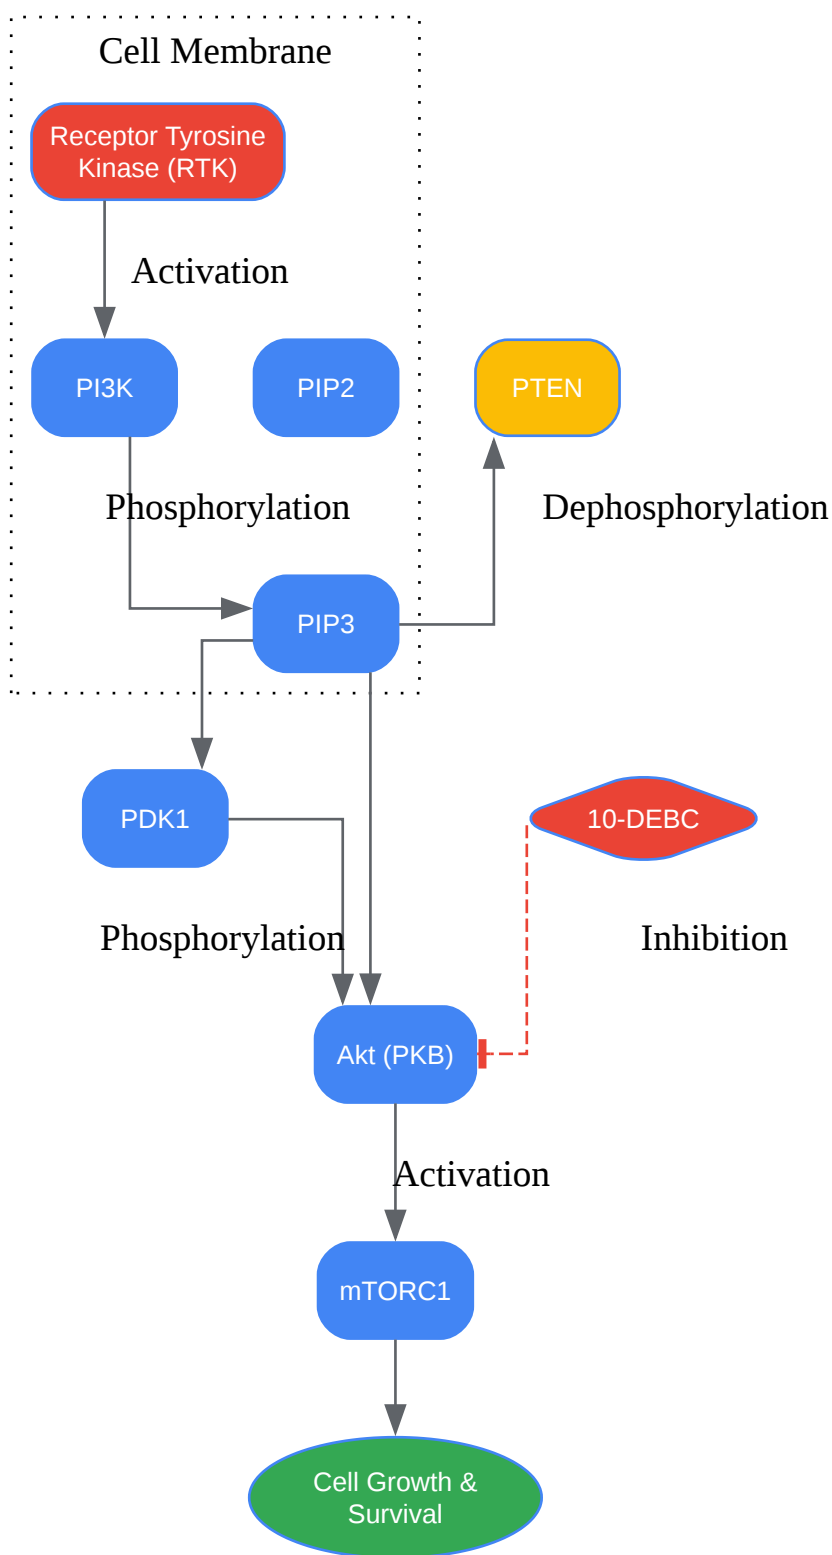 Cell Membrane
Receptor Tyrosine
Kinase (RTK)
Activation
PI3K
PIP2
PTEN
Phosphorylation
Dephosphorylation
PIP3
PDK1
10-DEBC
Phosphorylation
Inhibition
Akt (PKB)
Activation
mTORC1
Cell Growth &
Survival